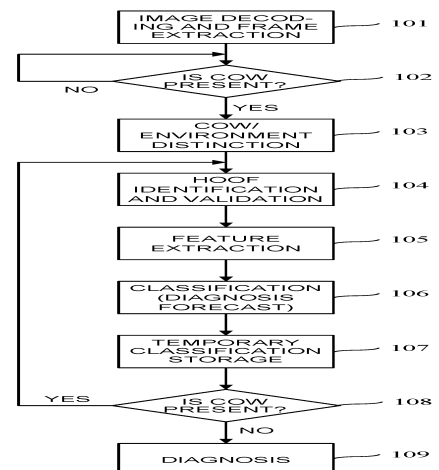 IMAGE DECOD-
ING AND FRAME
EXTRACTION
101
IS COW
PRESENT?
102
NO
YES
COW/
ENVIRONMENT
DISTINCTION
103
HOOF
IDENTIFICATION
AND VALIDATION
104
FEATURE
EXTRACTION
105
CLASSIFICATION
(DIAGNOSIS
FORECAST)
106
TEMPORARY
CLASSIFICATION
STORAGE
107
YES
IS COW
PRESENT?
108
NO
DIAGNOSIS
109